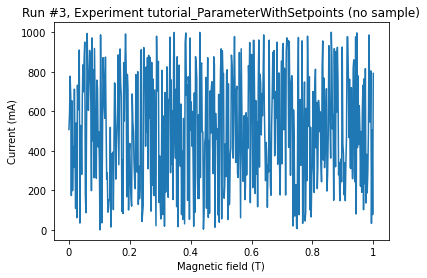 Run #3, Experiment tutorial_ParameterWithSetpoints (no sample)
1000
800
600
400
200
0
Current (mA)
0 0.2 0.4 0.6 0.8 1
Magnetic field (T)